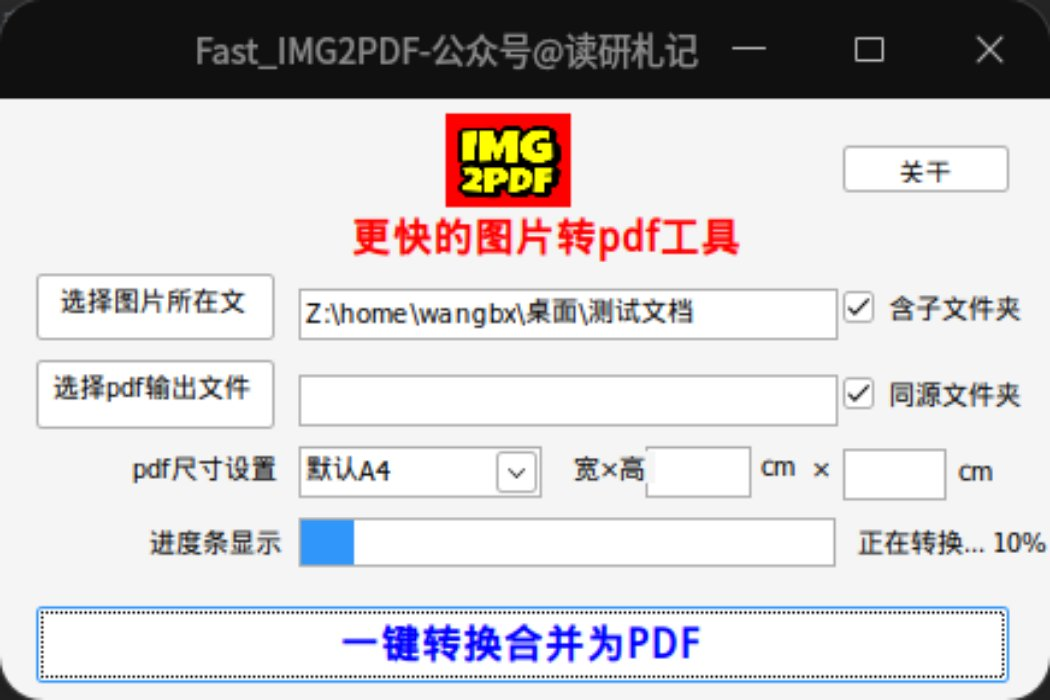 Fast_IMG2PDF-公众号@读研札记
IMG
2PDF
关于
更快的图片转pdf工具
选择图片所在文
Z:\home\wangbx\桌面\测试文档
含子文件夹
选择pdf输出文件
同源文件夹
pdf尺寸设置
默认A4
宽×高
cm × cm
进度条显示
正在转换... 10%
一键转换合并为PDF